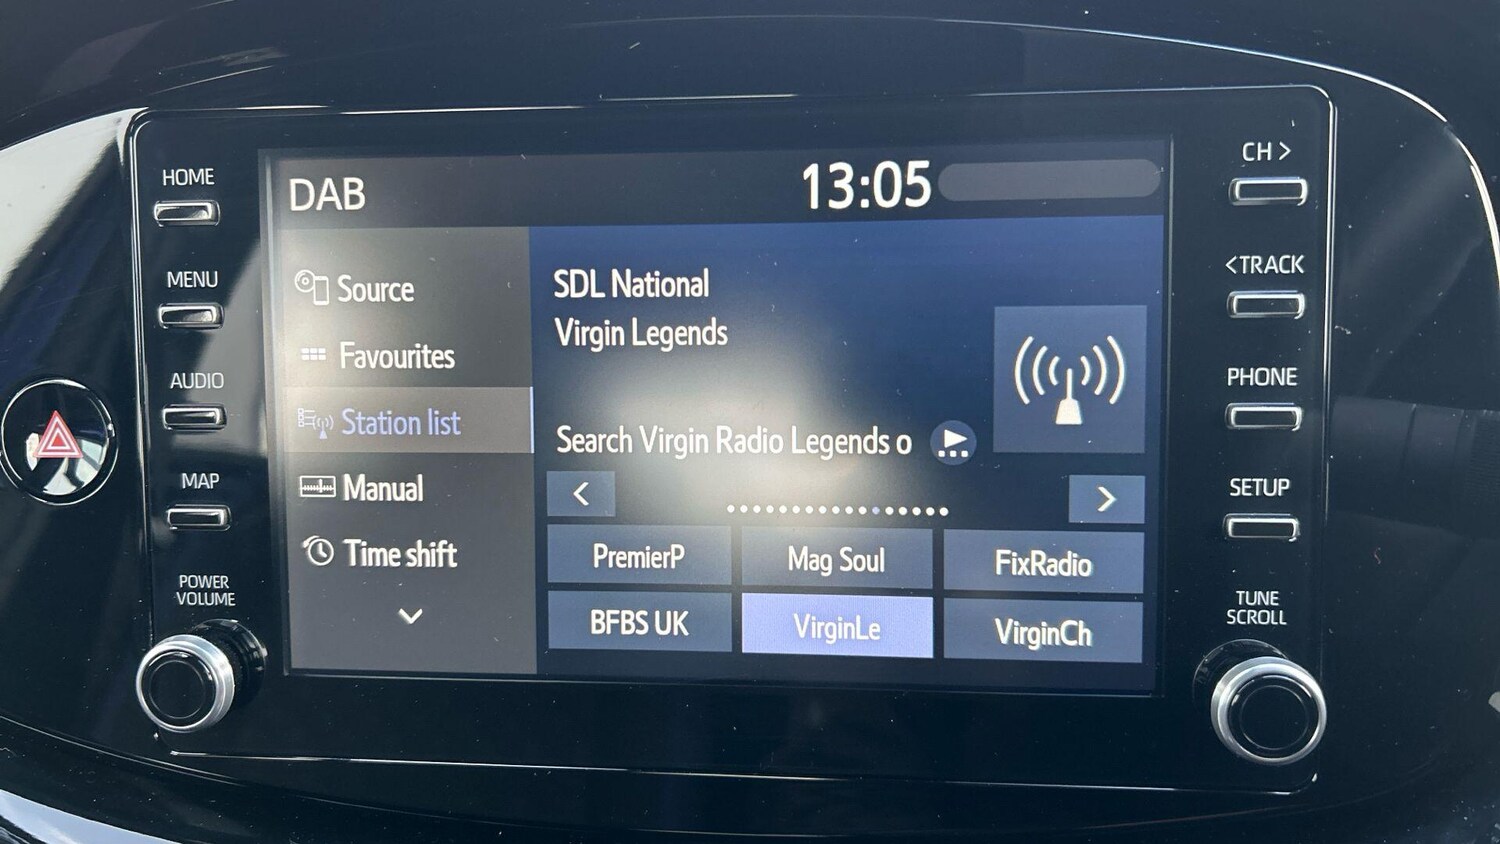 HOME
MENU
AUDIO
MAP
POWER
VOLUME
DAB
13:05
Source
Favourites
Station list
Manual
Time shift
SDL National
Virgin Legends
Search Virgin Radio Legends o
<
>
PremierP
Mag Soul
FixRadio
BFBS UK
VirginLe
VirginCh
CH >
<TRACK
PHONE
SETUP
TUNE
SCROLL